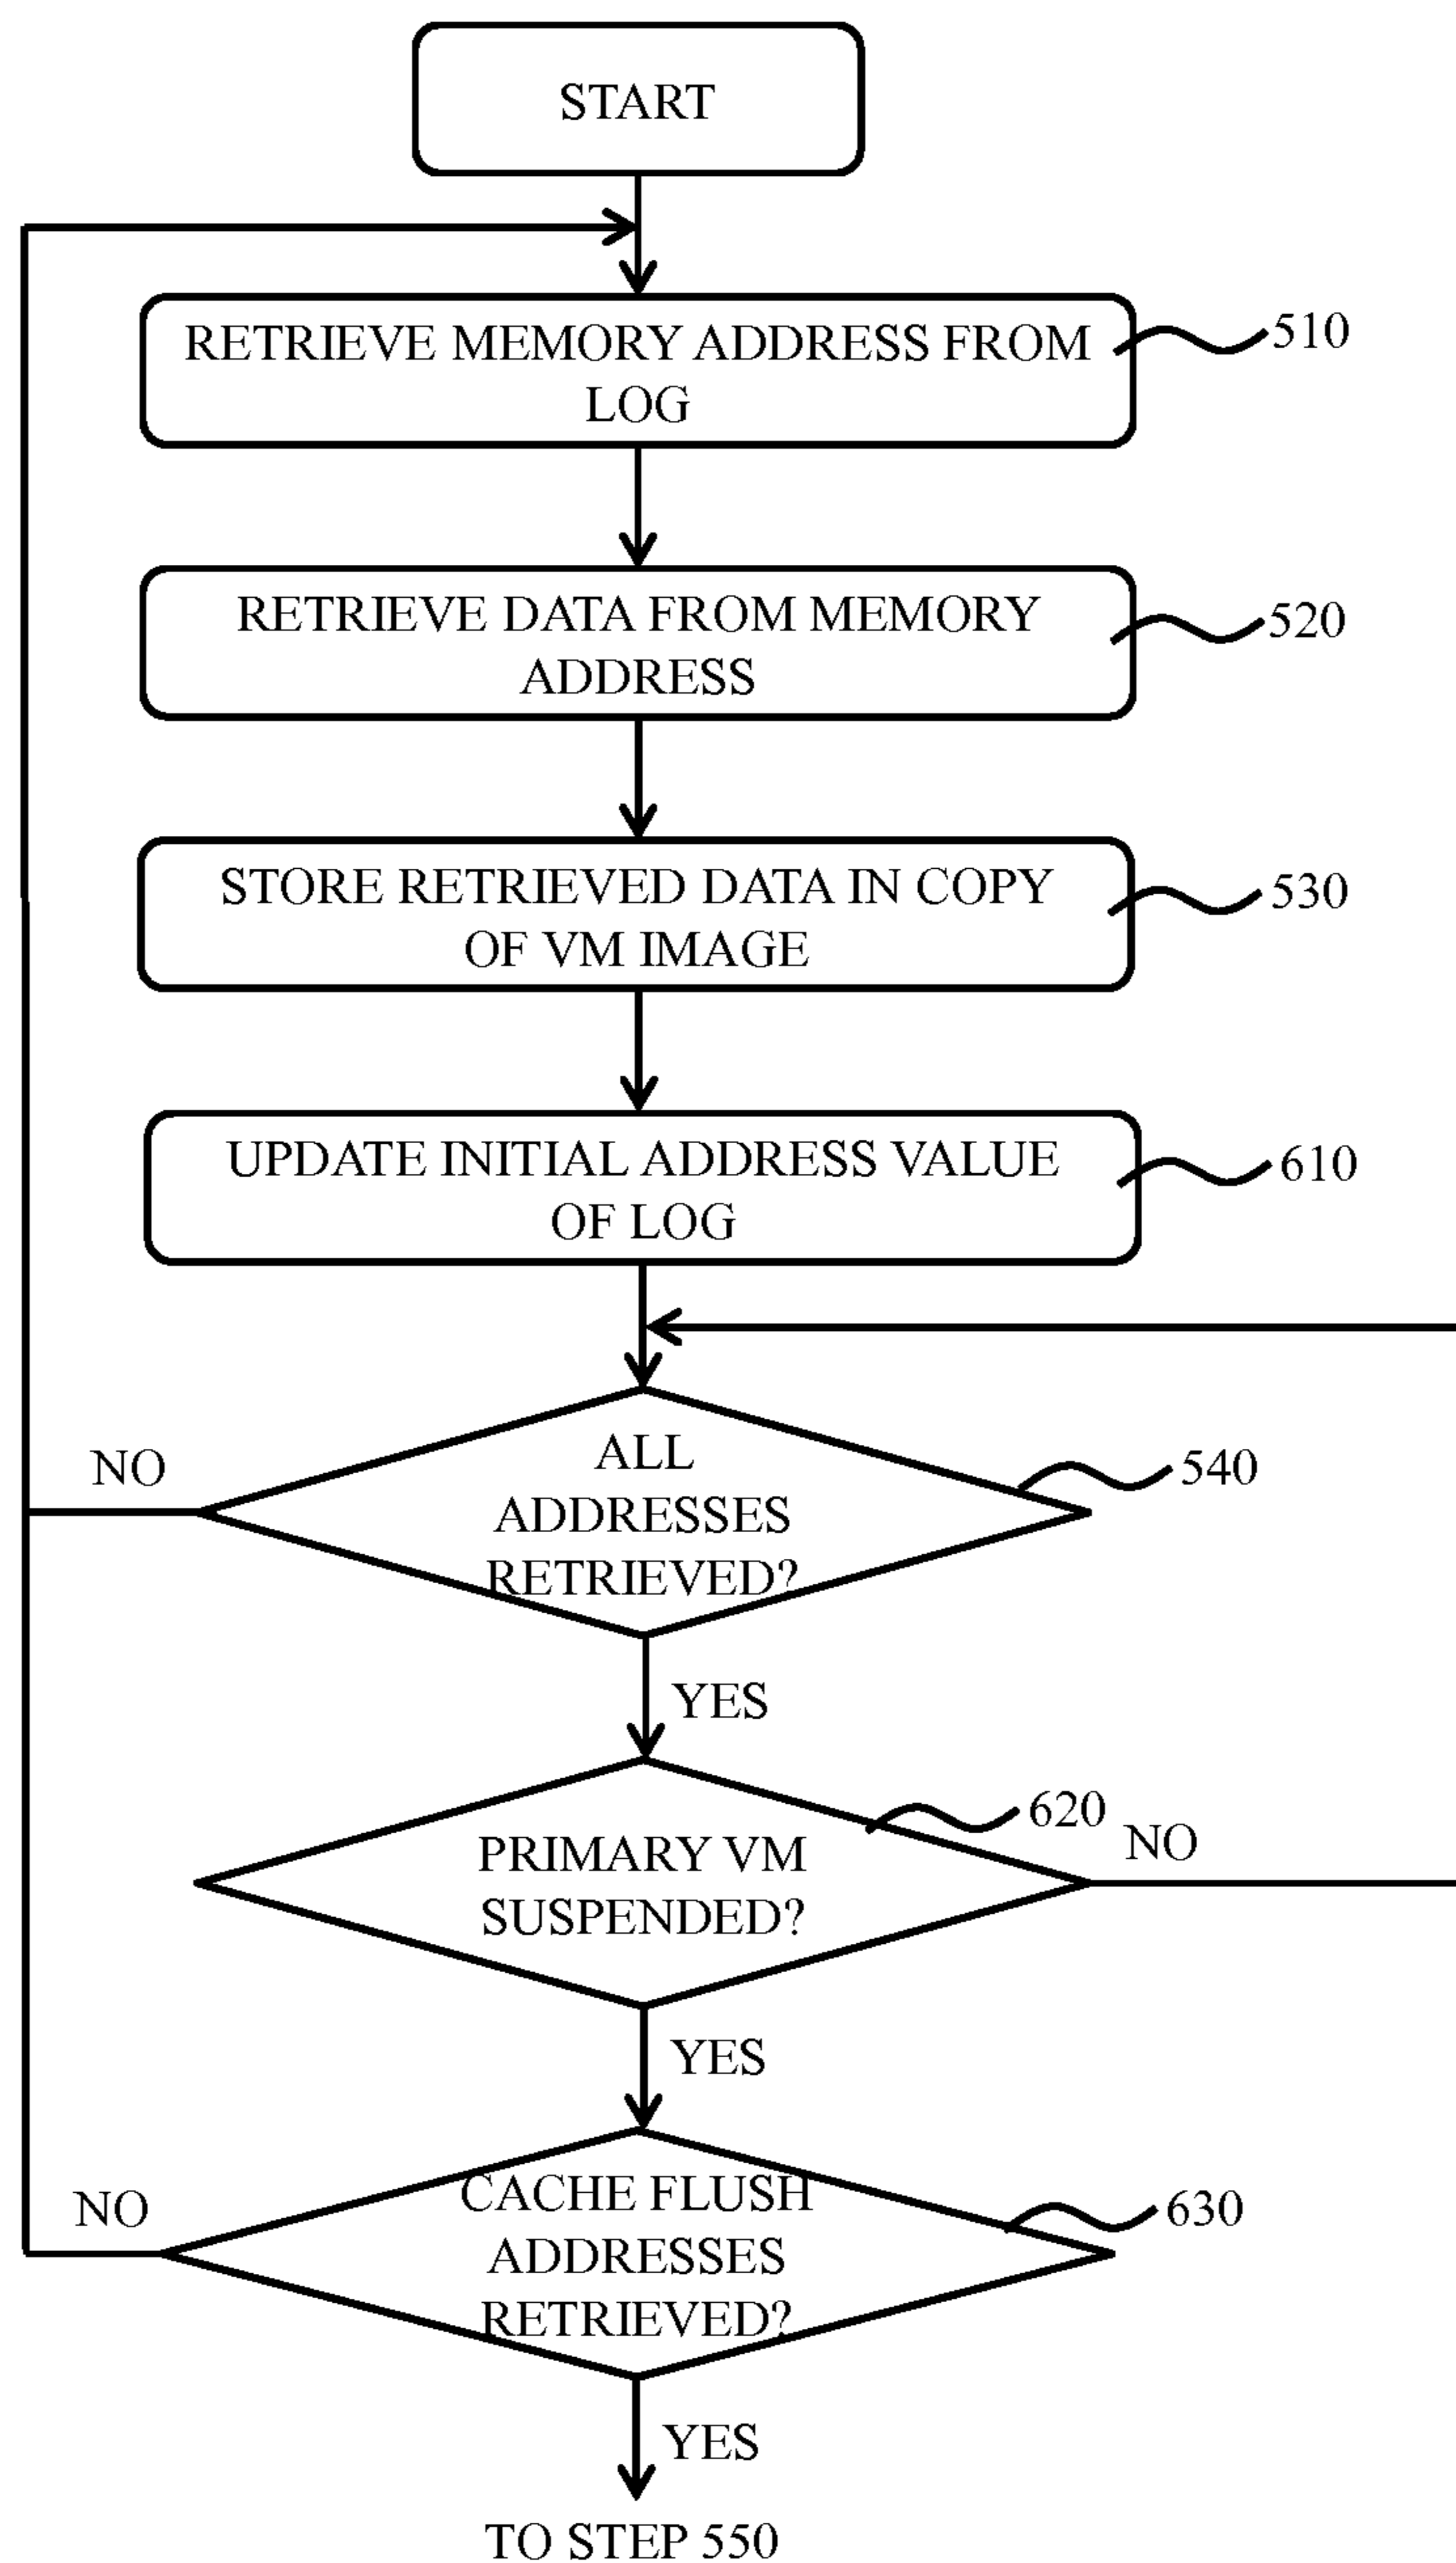 START
RETRIEVE MEMORY ADDRESS FROM
LOG
510
RETRIEVE DATA FROM MEMORY
ADDRESS
520
STORE RETRIEVED DATA IN COPY
OF VM IMAGE
530
UPDATE INITIAL ADDRESS VALUE
OF LOG
610
ALL
ADDRESSES
RETRIEVED?
540
NO
YES
PRIMARY VM
SUSPENDED?
620
NO
YES
CACHE FLUSH
ADDRESSES
RETRIEVED?
630
NO
YES
TO STEP 550